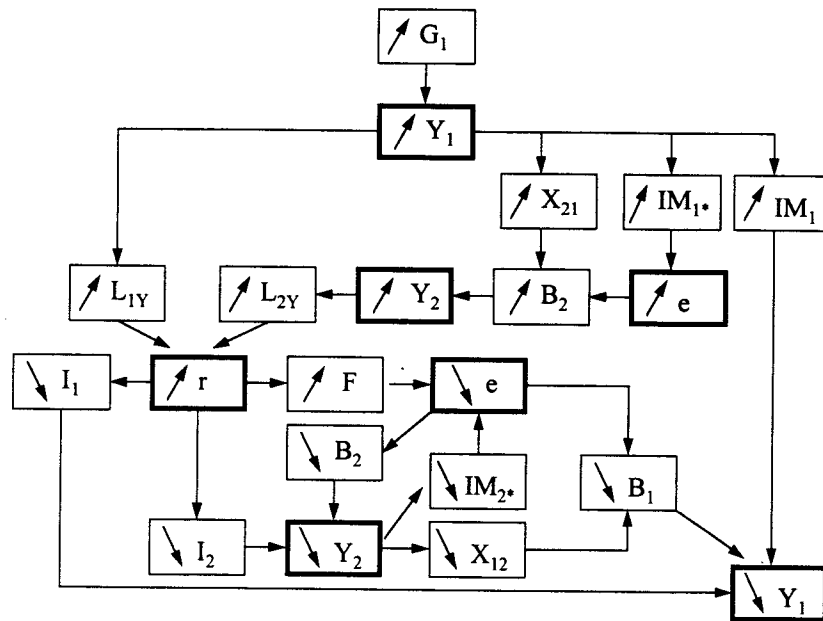 ↗ G₁
↗ Y₁
↗ X₂₁ ↗ IM₁* ↗ IM₁
↗ L₁Y ↗ L₂Y ↗ Y₂ ↗ B₂ ↗ e
↘ I₁ ↗ r ↗ F ↘ e
↘ B₂ ↘ IM₂* ↘ B₁
↘ I₂ ↘ Y₂ ↘ X₁₂
↘ Y₁